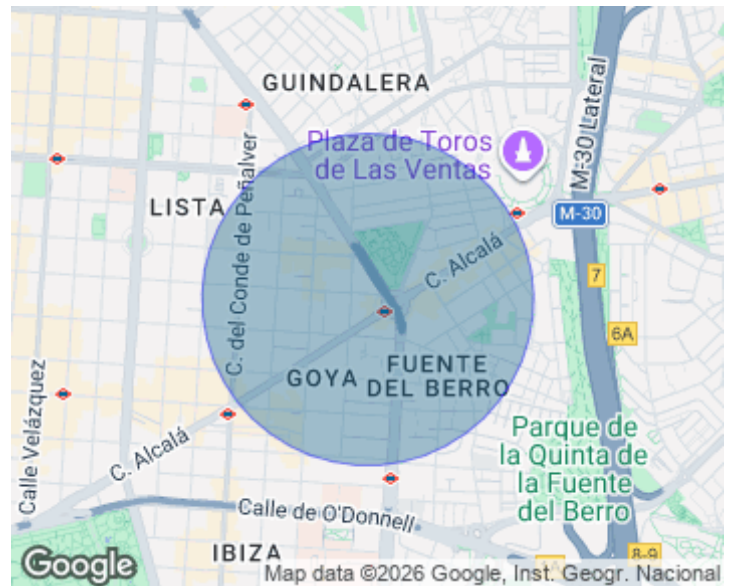 GUINDALERA
Plaza de Toros
de Las Ventas
M-30 Lateral
LISTA
C. del Conde de Peñalver
M-30
C. Alcalá
7
6A
GOYA
FUENTE
DEL BERRO
Calle Velázquez
C. Alcalá
Parque de
la Quinta de
la Fuente
del Berro
Calle de O'Donnell
IBIZA
8-9
Google
Map data ©2026 Google, Inst. Geogr. Nacional